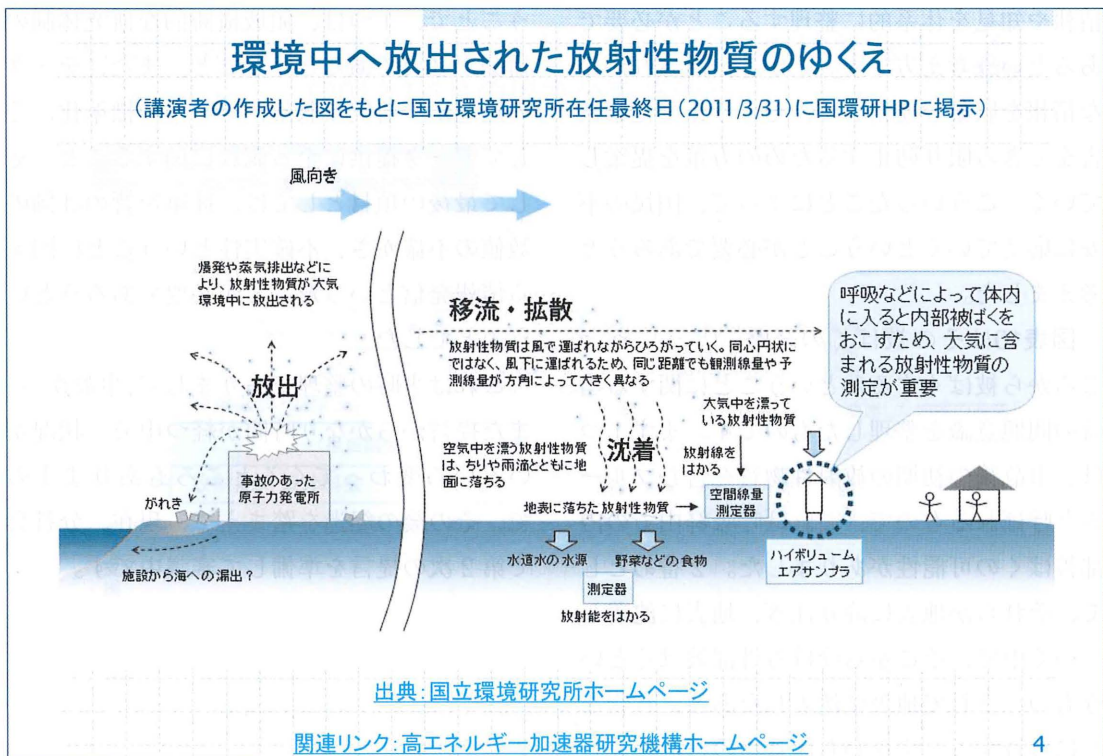 環境中へ放出された放射性物質のゆくえ
（講演者の作成した図をもとに国立環境研究所在任最終日（2011/3/31）に国環研HPに掲示）
風向き
爆発や蒸気排出などに
より、放射性物質が大気
環境中に放出される
放出
事故のあった
原子力発電所
がれき
施設から海への漏出？
移流・拡散
放射性物質は風で運ばれながらひろがっていく。同心円状に
ではなく、風下に運ばれるため、同じ距離でも観測線量や予
測線量が方角によって大きく異なる
空気中を漂う放射性物質
は、ちりや雨滴とともに地
面に落ちる
沈着
地表に落ちた放射性物質
大気中を漂って
いる放射性物質
放射線を
はかる
空間線量
測定器
呼吸などによって体内
に入ると内部被ばくを
おこすため、大気に含
まれる放射性物質の
測定が重要
ハイボリューム
エアサンプラ
水道水の水源
野菜などの食物
測定器
放射能をはかる
出典：国立環境研究所ホームページ
関連リンク：高エネルギー加速器研究機構ホームページ
4